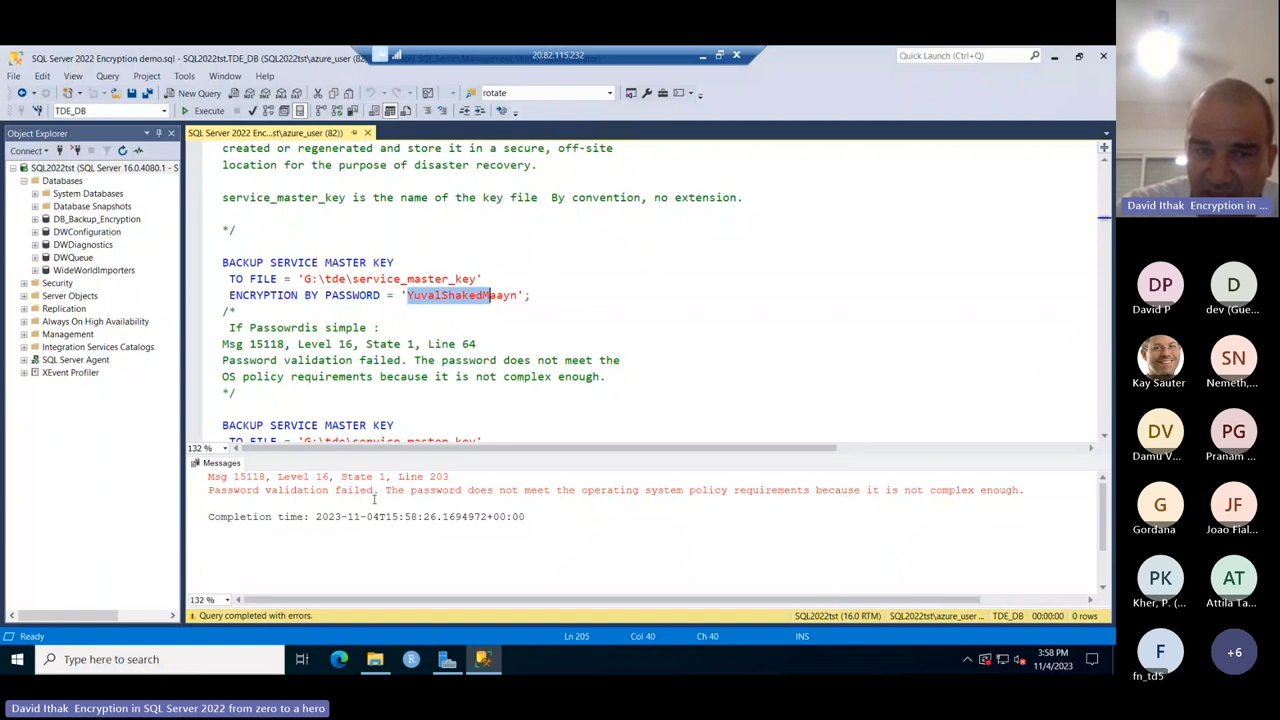 SQL Server 2022 Encryption demo.sql - SQL2022tst.TDE_DB (SQL2022tst\azure_user (82
20.82.115.232
Quick Launch (Ctrl+Q)
File Edit View Query Project Tools Window Help
New Query
rotate
TDE_DB
Execute
Object Explorer
SQL Server 2022 Enc...st\azure_user (82))
Connect
SQL2022tst (SQL Server 16.0.4080.1 - S
Databases
System Databases
Database Snapshots
DB_Backup_Encryption
DWConfiguration
DWDiagnostics
DWQueue
WideWorldImporters
Security
Server Objects
Replication
Always On High Availability
Management
Integration Services Catalogs
SQL Server Agent
XEvent Profiler
created or regenerated and store it in a secure, off-site
location for the purpose of disaster recovery.
service_master_key is the name of the key file  By convention, no extension.
*/
BACKUP SERVICE MASTER KEY
TO FILE = 'G:\tde\service_master_key'
ENCRYPTION BY PASSWORD = 'YuvalShakedMaayn';
/*
If Passowrdis simple :
Msg 15118, Level 16, State 1, Line 64
Password validation failed. The password does not meet the
OS policy requirements because it is not complex enough.
*/
BACKUP SERVICE MASTER KEY
TO FILE = 'G:\tde\service_master_key'
132 %
Messages
Msg 15118, Level 16, State 1, Line 203
Password validation failed. The password does not meet the operating system policy requirements because it is not complex enough.
Completion time: 2023-11-04T15:58:26.1694972+00:00
132 %
Query completed with errors.
SQL2022tst (16.0 RTM)
SQL2022tst\azure_user ...
TDE_DB
00:00:00
0 rows
Ready
Ln 205
Col 40
Ch 40
INS
Type here to search
3:58 PM
11/4/2023
David Ithak Encryption in SQL Server 2022 from zero to a hero
David Ithak Encryption in ...
DP
David P
D
dev (Gue...
Kay Sauter
SN
Nemeth,...
DV
Damu V...
PG
Pranam ...
G
Gordana
JF
Joao Fial...
PK
Kher, P. (...
AT
Attila Ta...
F
fn_td5
+6